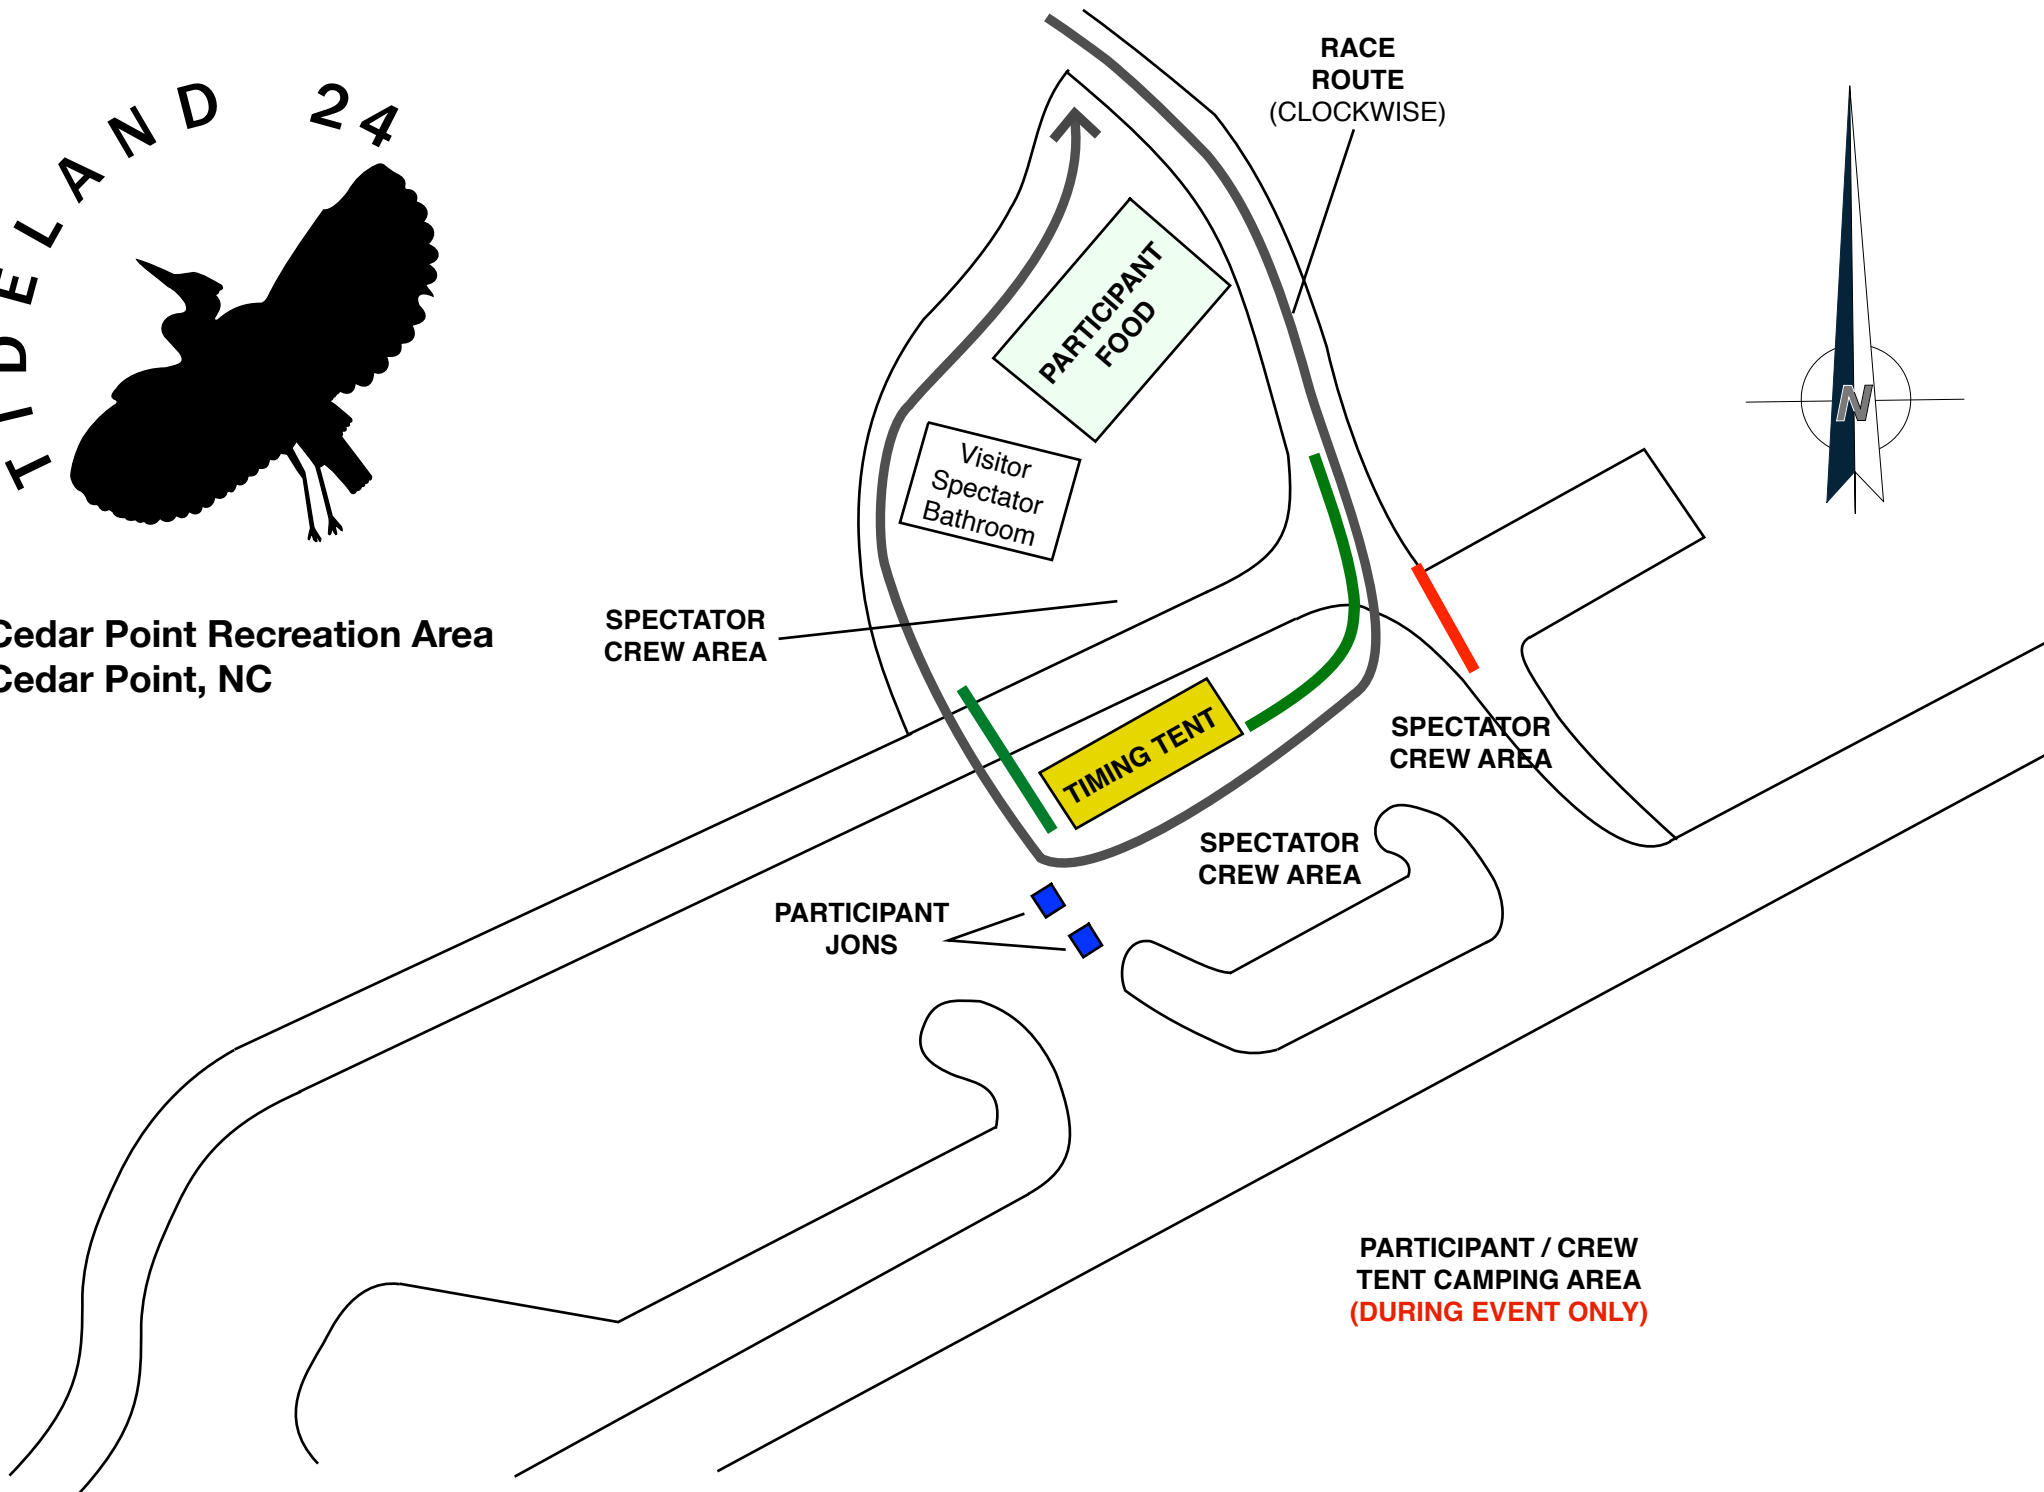 TIDELAND 24
Cedar Point Recreation Area
Cedar Point, NC
RACE
ROUTE
(CLOCKWISE)
N
PARTICIPANT
FOOD
Visitor
Spectator
Bathroom
SPECTATOR
CREW AREA
TIMING TENT
SPECTATOR
CREW AREA
SPECTATOR
CREW AREA
PARTICIPANT
JONS
PARTICIPANT / CREW
TENT CAMPING AREA
(DURING EVENT ONLY)